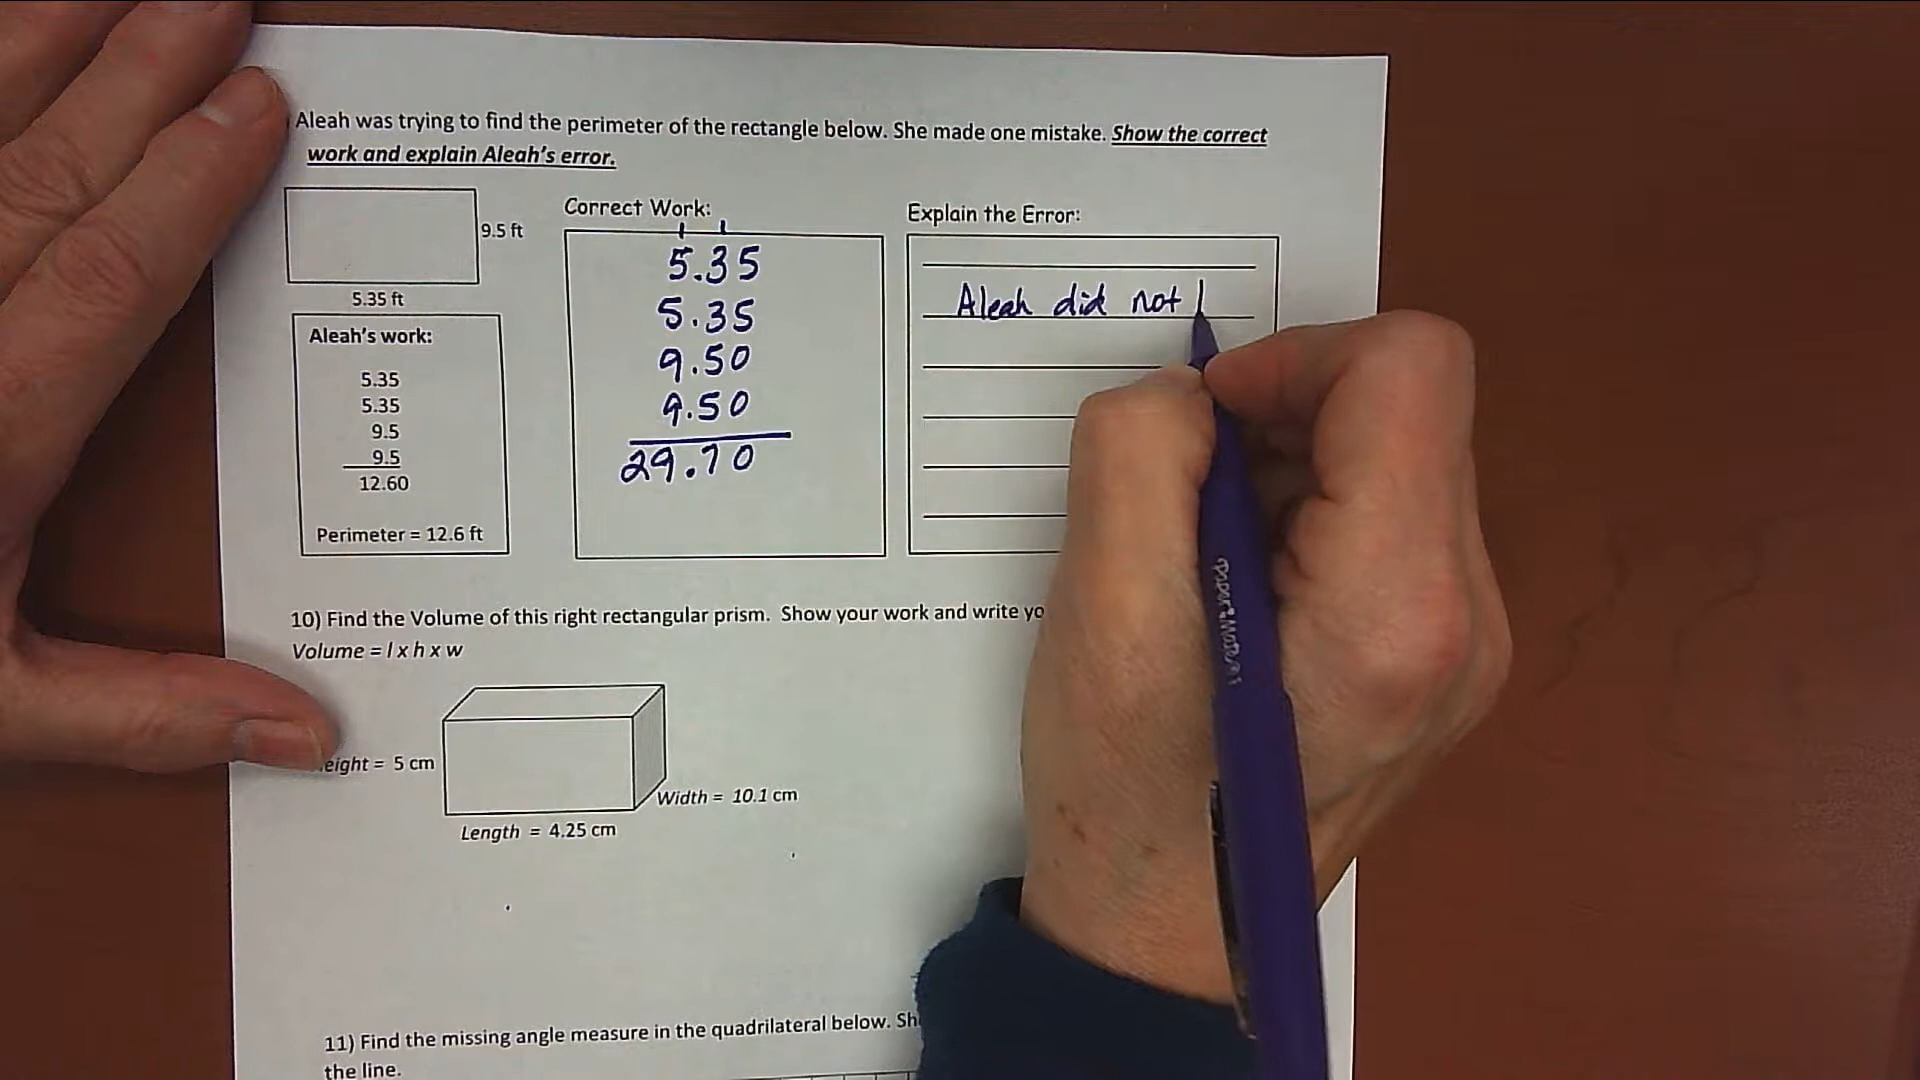 Aleah was trying to find the perimeter of the rectangle below. She made one mistake. Show the correct
work and explain Aleah's error.
9.5 ft
5.35 ft
Aleah's work:
5.35
5.35
9.5
9.5
12.60
Perimeter = 12.6 ft
Correct Work:
1 1
5.35
5.35
9.50
9.50
29.70
Explain the Error:
Aleah did not l
10) Find the Volume of this right rectangular prism. Show your work and write yo
Volume = l x h x w
eight = 5 cm
Width = 10.1 cm
Length = 4.25 cm
11) Find the missing angle measure in the quadrilateral below. Sh
the line.